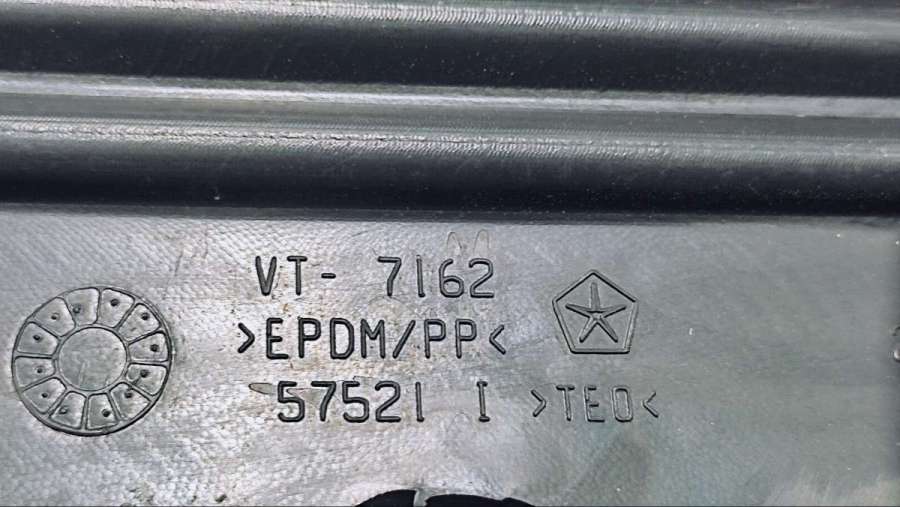 VT- 7162
>EPDM/PP<
57521 I >TEO<